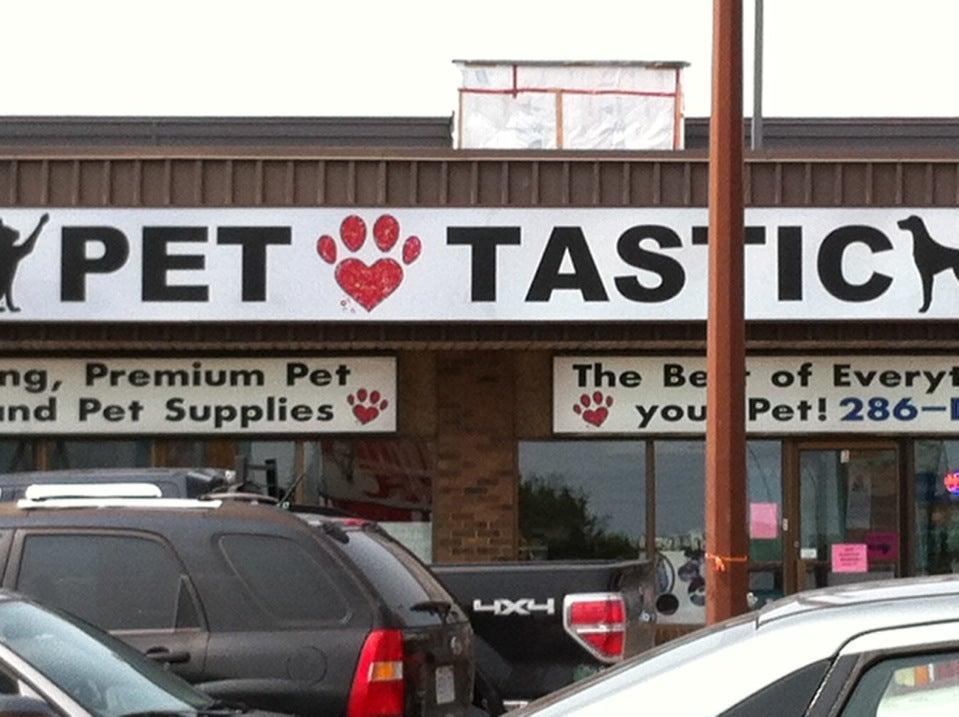 PET TASTIC
ng, Premium Pet
nd Pet Supplies
The Be t of Everyt
you Pet! 286-
4X4